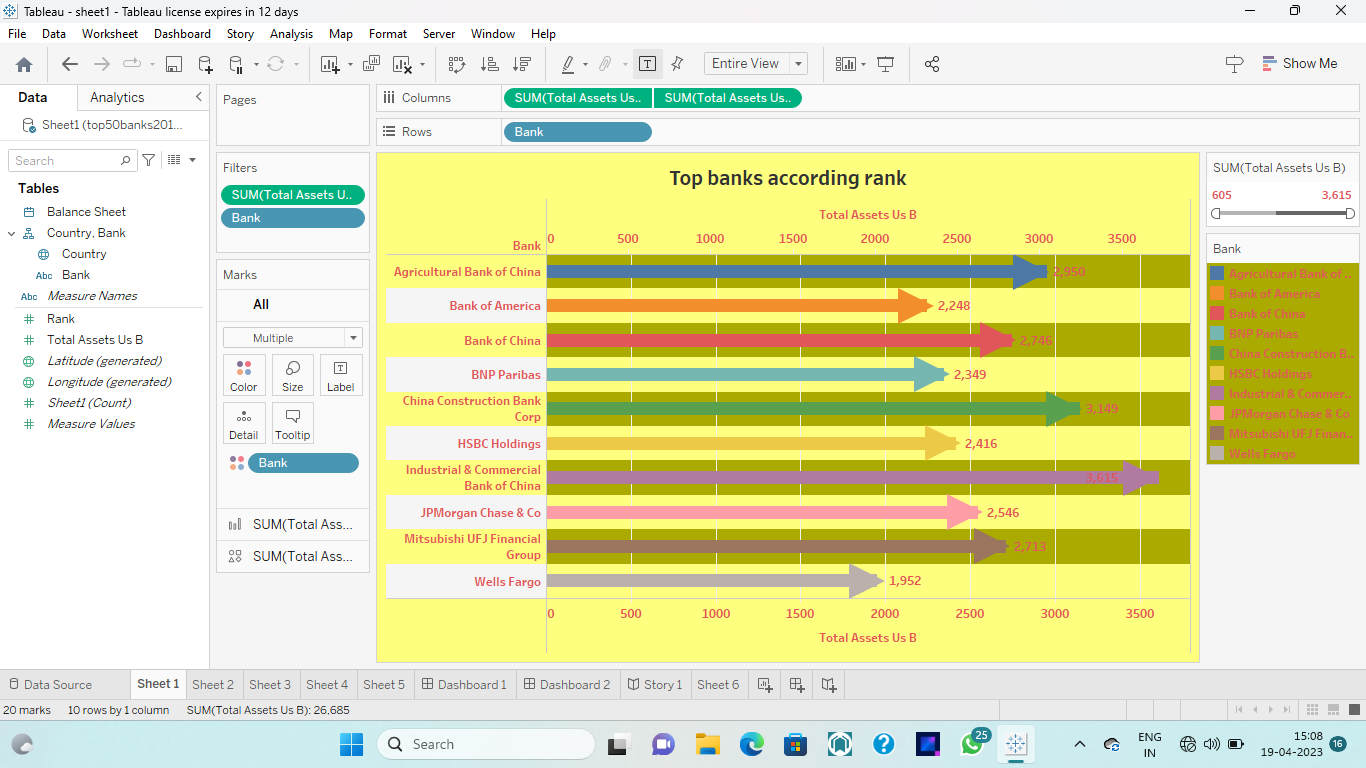 Tableau - sheet1 - Tableau license expires in 12 days
File Data Worksheet Dashboard Story Analysis Map Format Server Window Help
Entire View
Show Me
Data Analytics
Sheet1 (top50banks201...
Search
Tables
Balance Sheet
Country, Bank
Country
Abc Bank
Abc Measure Names
Rank
Total Assets Us B
Latitude (generated)
Longitude (generated)
Sheet1 (Count)
Measure Values
Pages
Filters
SUM(Total Assets U..
Bank
Marks
All
Multiple
Color Size Label
Detail Tooltip
Bank
SUM(Total Ass...
SUM(Total Ass...
Columns SUM(Total Assets Us.. SUM(Total Assets Us..
Rows Bank
Top banks according rank
Total Assets Us B
Bank 0 500 1000 1500 2000 2500 3000 3500
Agricultural Bank of China 2,950
Bank of America 2,248
Bank of China 2,746
BNP Paribas 2,349
China Construction Bank
Corp 3,149
HSBC Holdings 2,416
Industrial & Commercial
Bank of China 3,615
JPMorgan Chase & Co 2,546
Mitsubishi UFJ Financial
Group 2,713
Wells Fargo 1,952
0 500 1000 1500 2000 2500 3000 3500
Total Assets Us B
SUM(Total Assets Us B)
605 3,615
Bank
Agricultural Bank of ..
Bank of America
Bank of China
BNP Paribas
China Construction B..
HSBC Holdings
Industrial & Commer..
JPMorgan Chase & Co
Mitsubishi UFJ Finan..
Wells Fargo
Data Source Sheet 1 Sheet 2 Sheet 3 Sheet 4 Sheet 5 Dashboard 1 Dashboard 2 Story 1 Sheet 6
20 marks 10 rows by 1 column SUM(Total Assets Us B): 26,685
Search
25
ENG
IN
15:08
19-04-2023
16